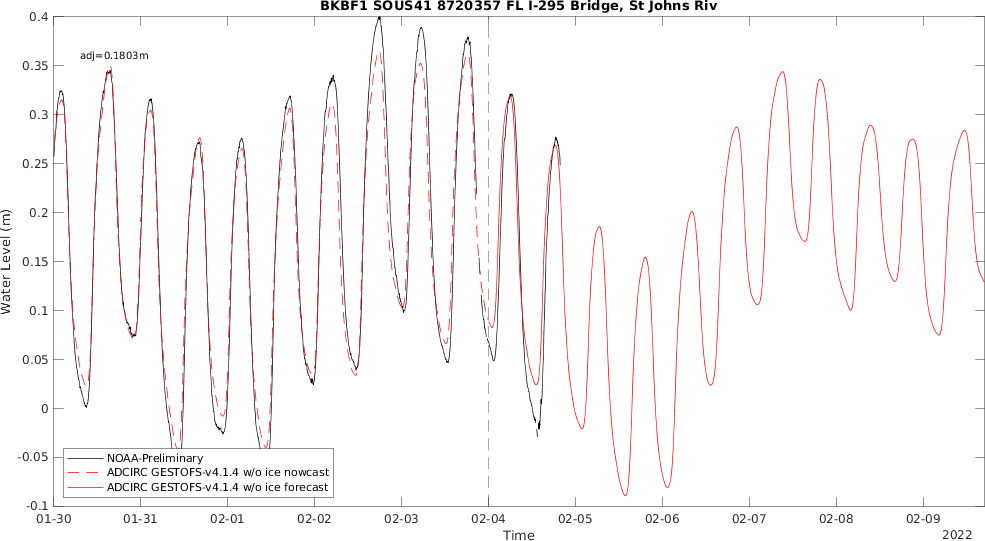 BKBF1 SOUS41 8720357 FL I-295 Bridge, St Johns Riv
0.4
0.35
0.3
0.25
0.2
0.15
0.1
0.05
0
-0.05
-0.1
Water Level (m)
adj=0.1803m
NOAA-Preliminary
ADCIRC GESTOFS-v4.1.4 w/o ice nowcast
ADCIRC GESTOFS-v4.1.4 w/o ice forecast
01-30 01-31 02-01 02-02 02-03 02-04 02-05 02-06 02-07 02-08 02-09
Time
2022